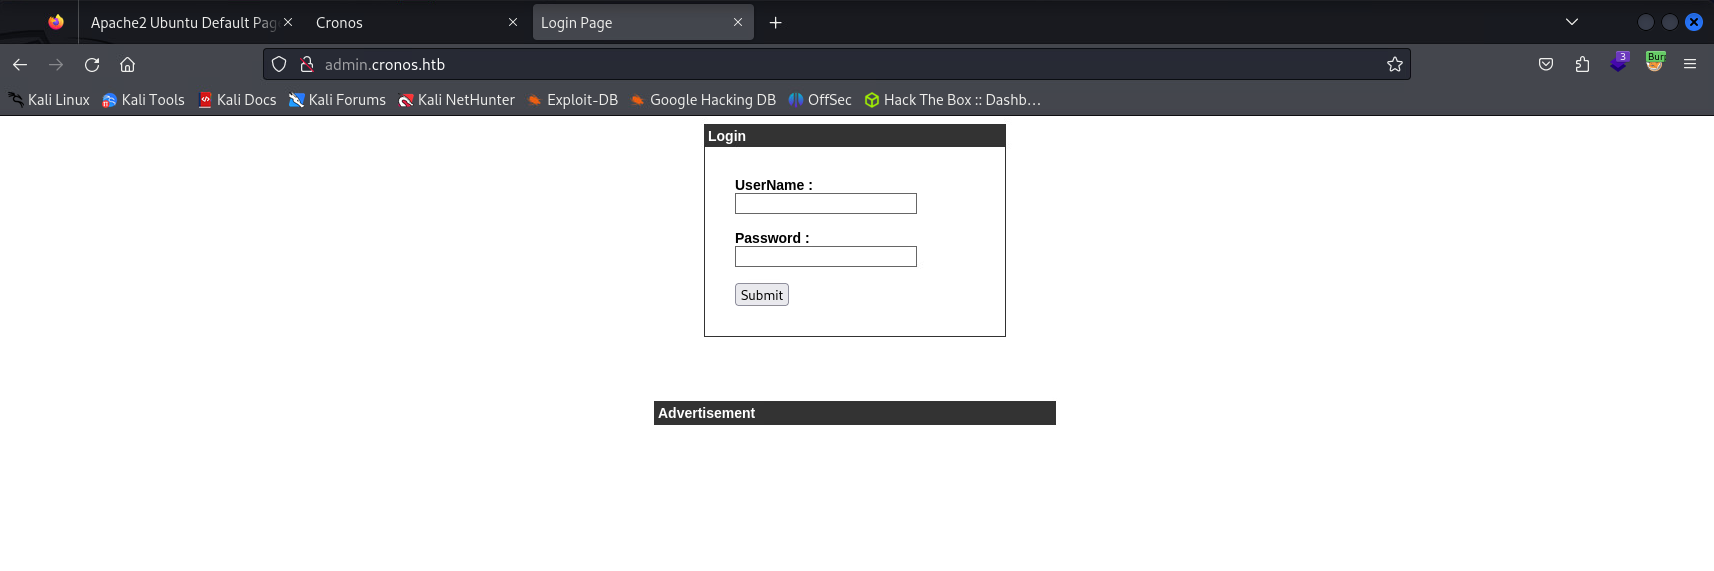 Apache2 Ubuntu Default Pag
Cronos
Login Page
admin.cronos.htb
3
Bur
Kali Linux
Kali Tools
Kali Docs
Kali Forums
Kali NetHunter
Exploit-DB
Google Hacking DB
OffSec
Hack The Box :: Dashb…
Login
UserName :
Password :
Submit
Advertisement